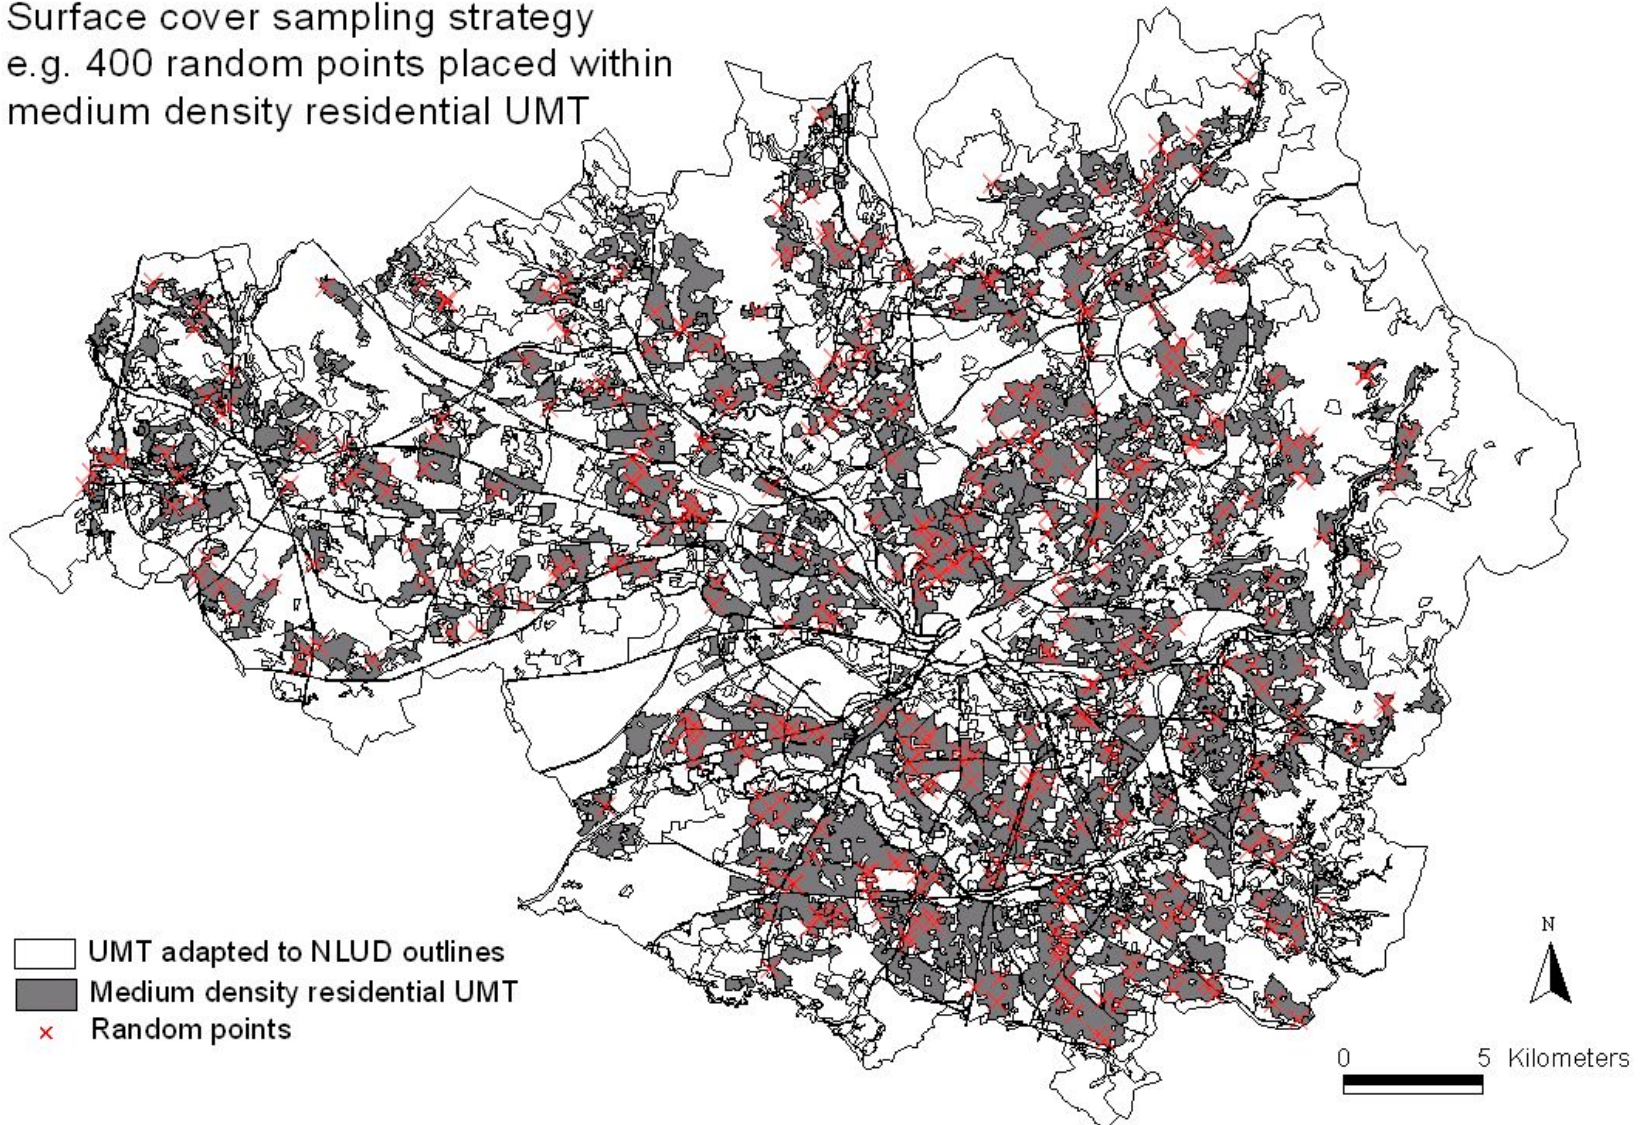 Surface cover sampling strategy
e.g. 400 random points placed within
medium density residential UMT
UMT adapted to NLUD outlines
Medium density residential UMT
Random points
N
0 5 Kilometers